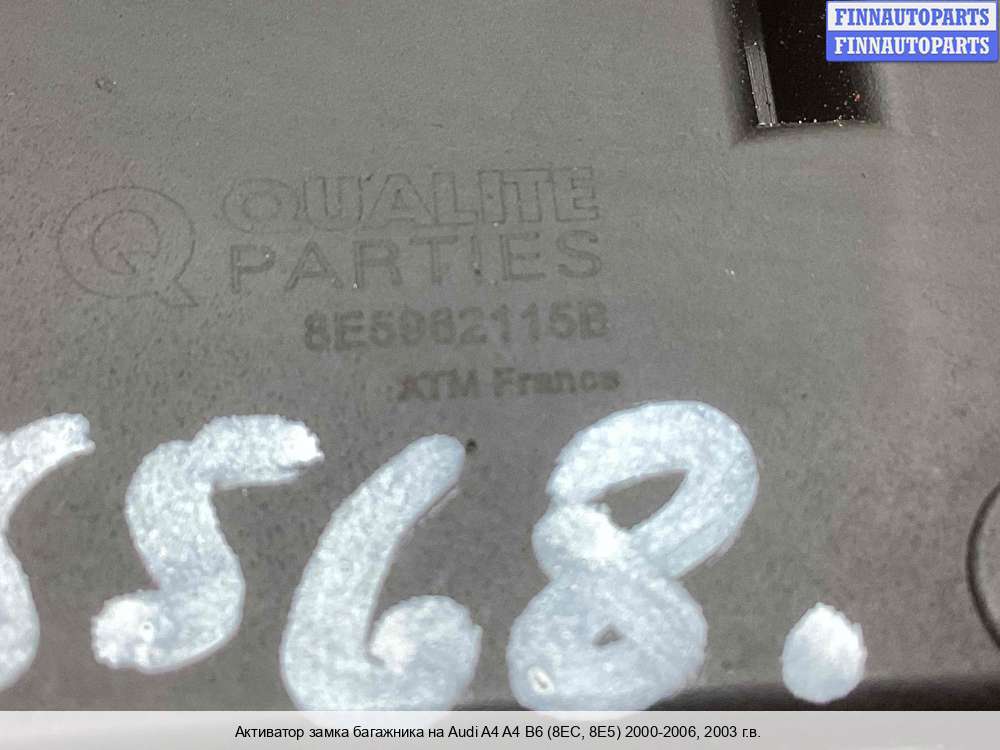 FINNAUTOPARTS
FINNAUTOPARTS
QUALITE
PARTIES
8E5962115B
ATM France
5568.
Активатор замка багажника на Audi A4 A4 B6 (8EC, 8E5) 2000-2006, 2003 г.в.